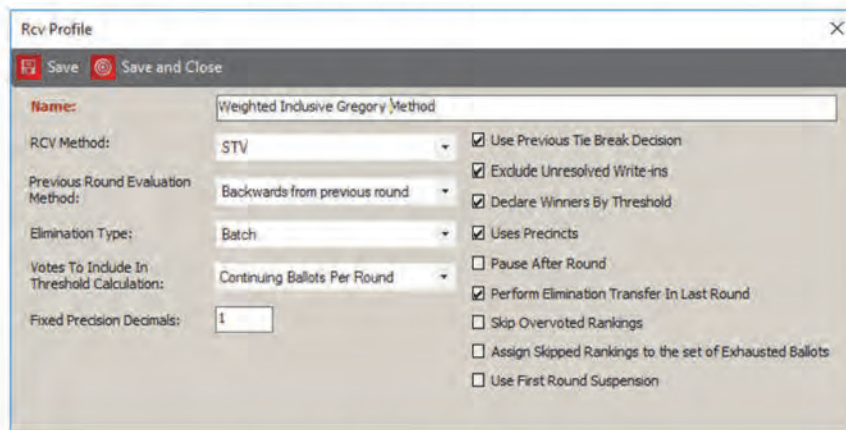 Rcv Profile
Save Save and Close
Name: Weighted Inclusive Gregory Method
RCV Method: STV
Previous Round Evaluation
Method: Backwards from previous round
Elimination Type: Batch
Votes To Include In
Threshold Calculation: Continuing Ballots Per Round
Fixed Precision Decimals: 1
Use Previous Tie Break Decision
Exclude Unresolved Write-ins
Declare Winners By Threshold
Uses Precincts
Pause After Round
Perform Elimination Transfer In Last Round
Skip Overvoted Rankings
Assign Skipped Rankings to the set of Exhausted Ballots
Use First Round Suspension